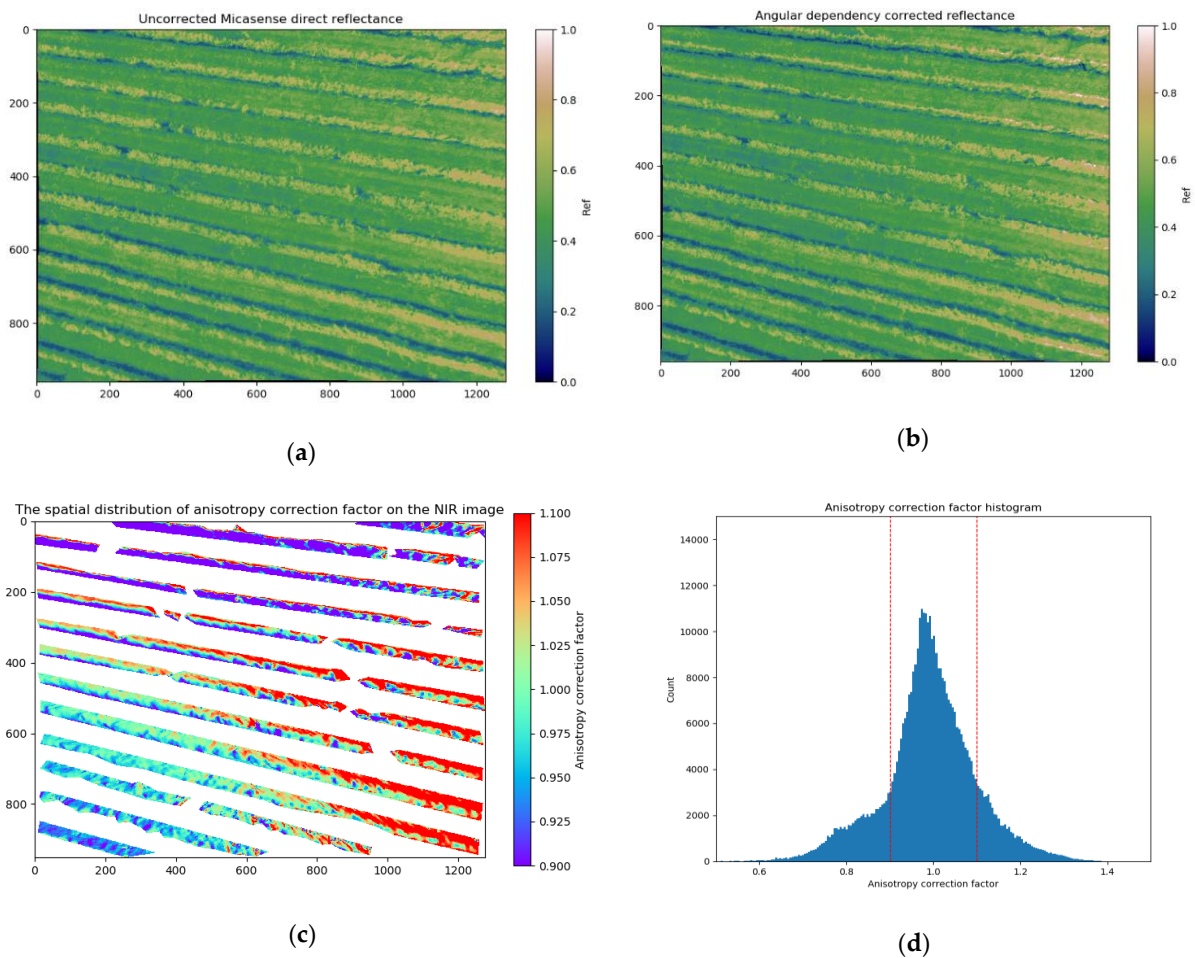 Uncorrected Micasense direct reflectance
0
200
400
600
800
0 200 400 600 800 1000 1200
1.0
0.8
0.6
0.4
0.2
0.0
Ref
(a)
Angular dependency corrected reflectance
0
200
400
600
800
0 200 400 600 800 1000 1200
1.0
0.8
0.6
0.4
0.2
0.0
Ref
(b)
The spatial distribution of anisotropy correction factor on the NIR image
0
200
400
600
800
0 200 400 600 800 1000 1200
1.100
1.075
1.050
1.025
1.000
0.975
0.950
0.925
0.900
Anisotropy correction factor
(c)
Anisotropy correction factor histogram
14000
12000
10000
8000
6000
4000
2000
0
Count
0.6 0.8 1.0 1.2 1.4
Anisotropy correction factor
(d)